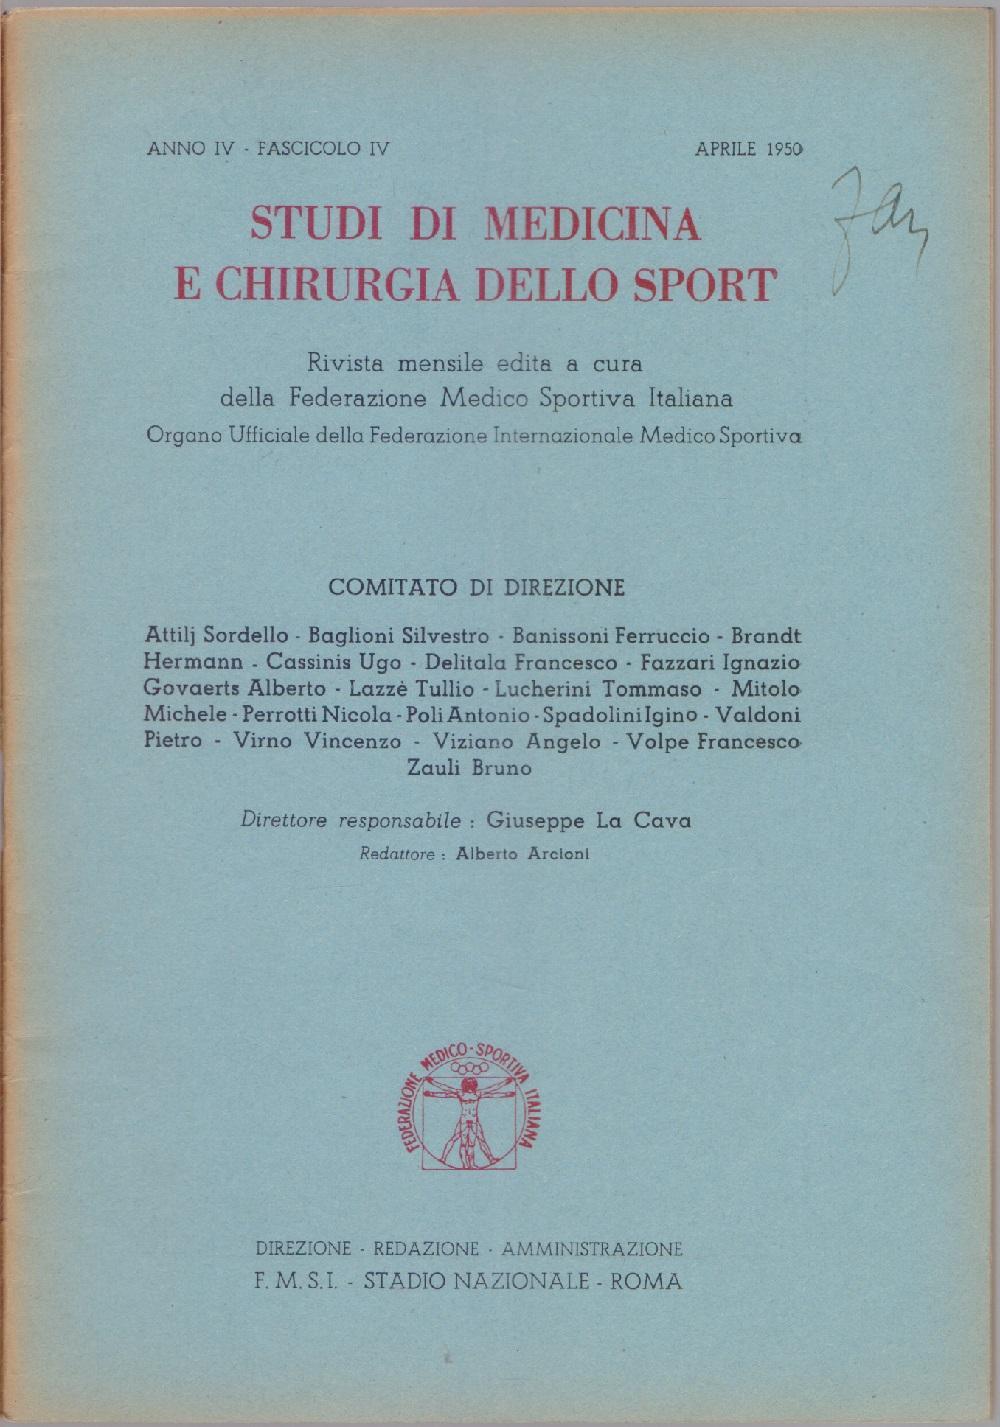 ANNO IV - FASCICOLO IV
APRILE 1950
STUDI DI MEDICINA
E CHIRURGIA DELLO SPORT
Rivista mensile edita a cura
della Federazione Medico Sportiva Italiana
Organo Ufficiale della Federazione Internazionale Medico Sportiva
COMITATO DI DIREZIONE
Attilj Sordello - Baglioni Silvestro - Banissoni Ferruccio - Brandt
Hermann - Cassinis Ugo - Delitala Francesco - Fazzari Ignazio
Govaerts Alberto - Lazzè Tullio - Lucherini Tommaso - Mitolo
Michele - Perrotti Nicola - Poli Antonio - Spadolini Igino - Valdoni
Pietro - Virno Vincenzo - Viziano Angelo - Volpe Francesco
Zauli Bruno
Direttore responsabile : Giuseppe La Cava
Redattore : Alberto Arcioni
FEDERAZIONE MEDICO-SPORTIVA ITALIANA
DIREZIONE - REDAZIONE - AMMINISTRAZIONE
F. M. S. I. - STADIO NAZIONALE - ROMA